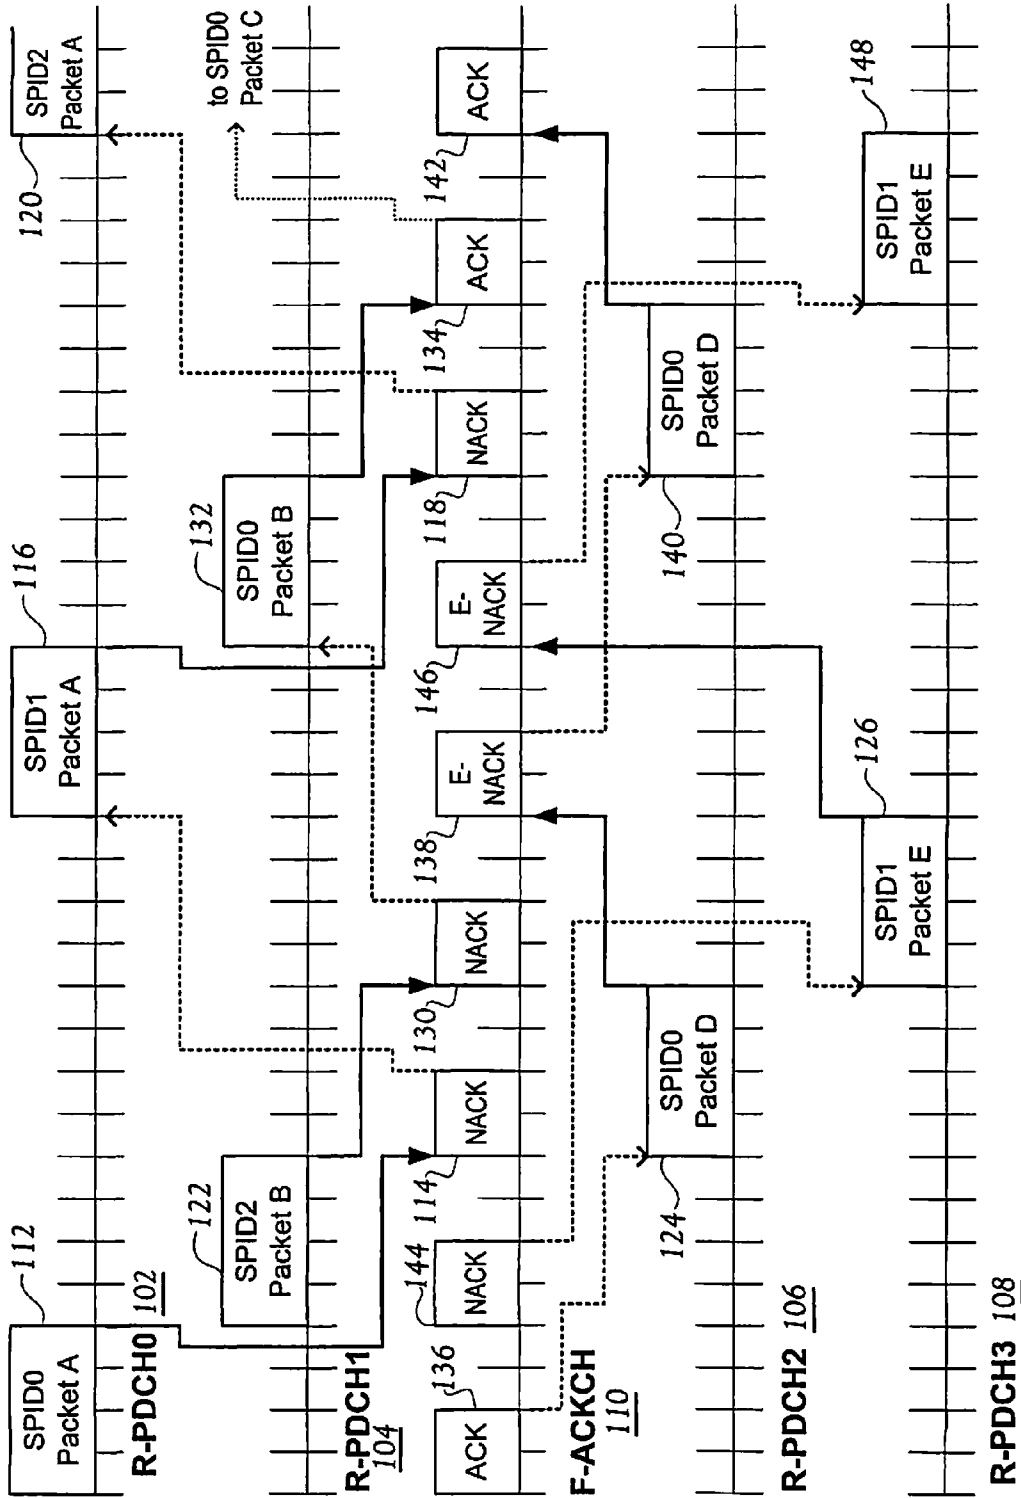 112
SPID0
Packet A
116
SPID1
Packet A
120
SPID2
Packet A
R-PDCH0 102
122
SPID2
Packet B
132
SPID0
Packet B
to SPID0
Packet C
R-PDCH1
104
136
ACK
144
NACK
114
NACK
130
NACK
138
E-
NACK
146
E-
NACK
118
NACK
134
ACK
142
ACK
F-ACKCH
110
124
SPID0
Packet D
140
SPID0
Packet D
R-PDCH2 106
126
SPID1
Packet E
148
SPID1
Packet E
R-PDCH3 108